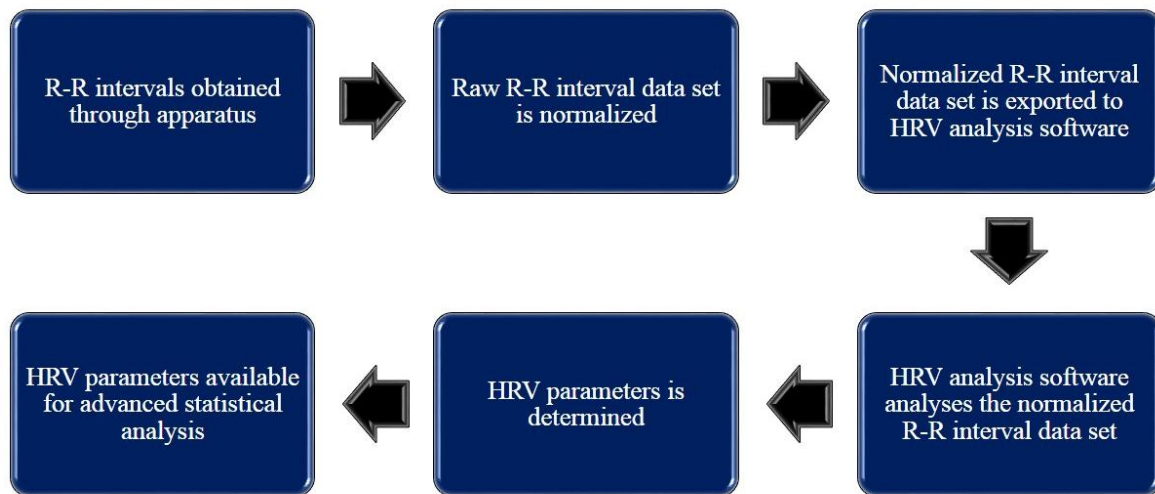 R-R intervals obtained
through apparatus
Raw R-R interval data set
is normalized
Normalized R-R interval
data set is exported to
HRV analysis software
HRV analysis software
analyses the normalized
R-R interval data set
HRV parameters is
determined
HRV parameters available
for advanced statistical
analysis